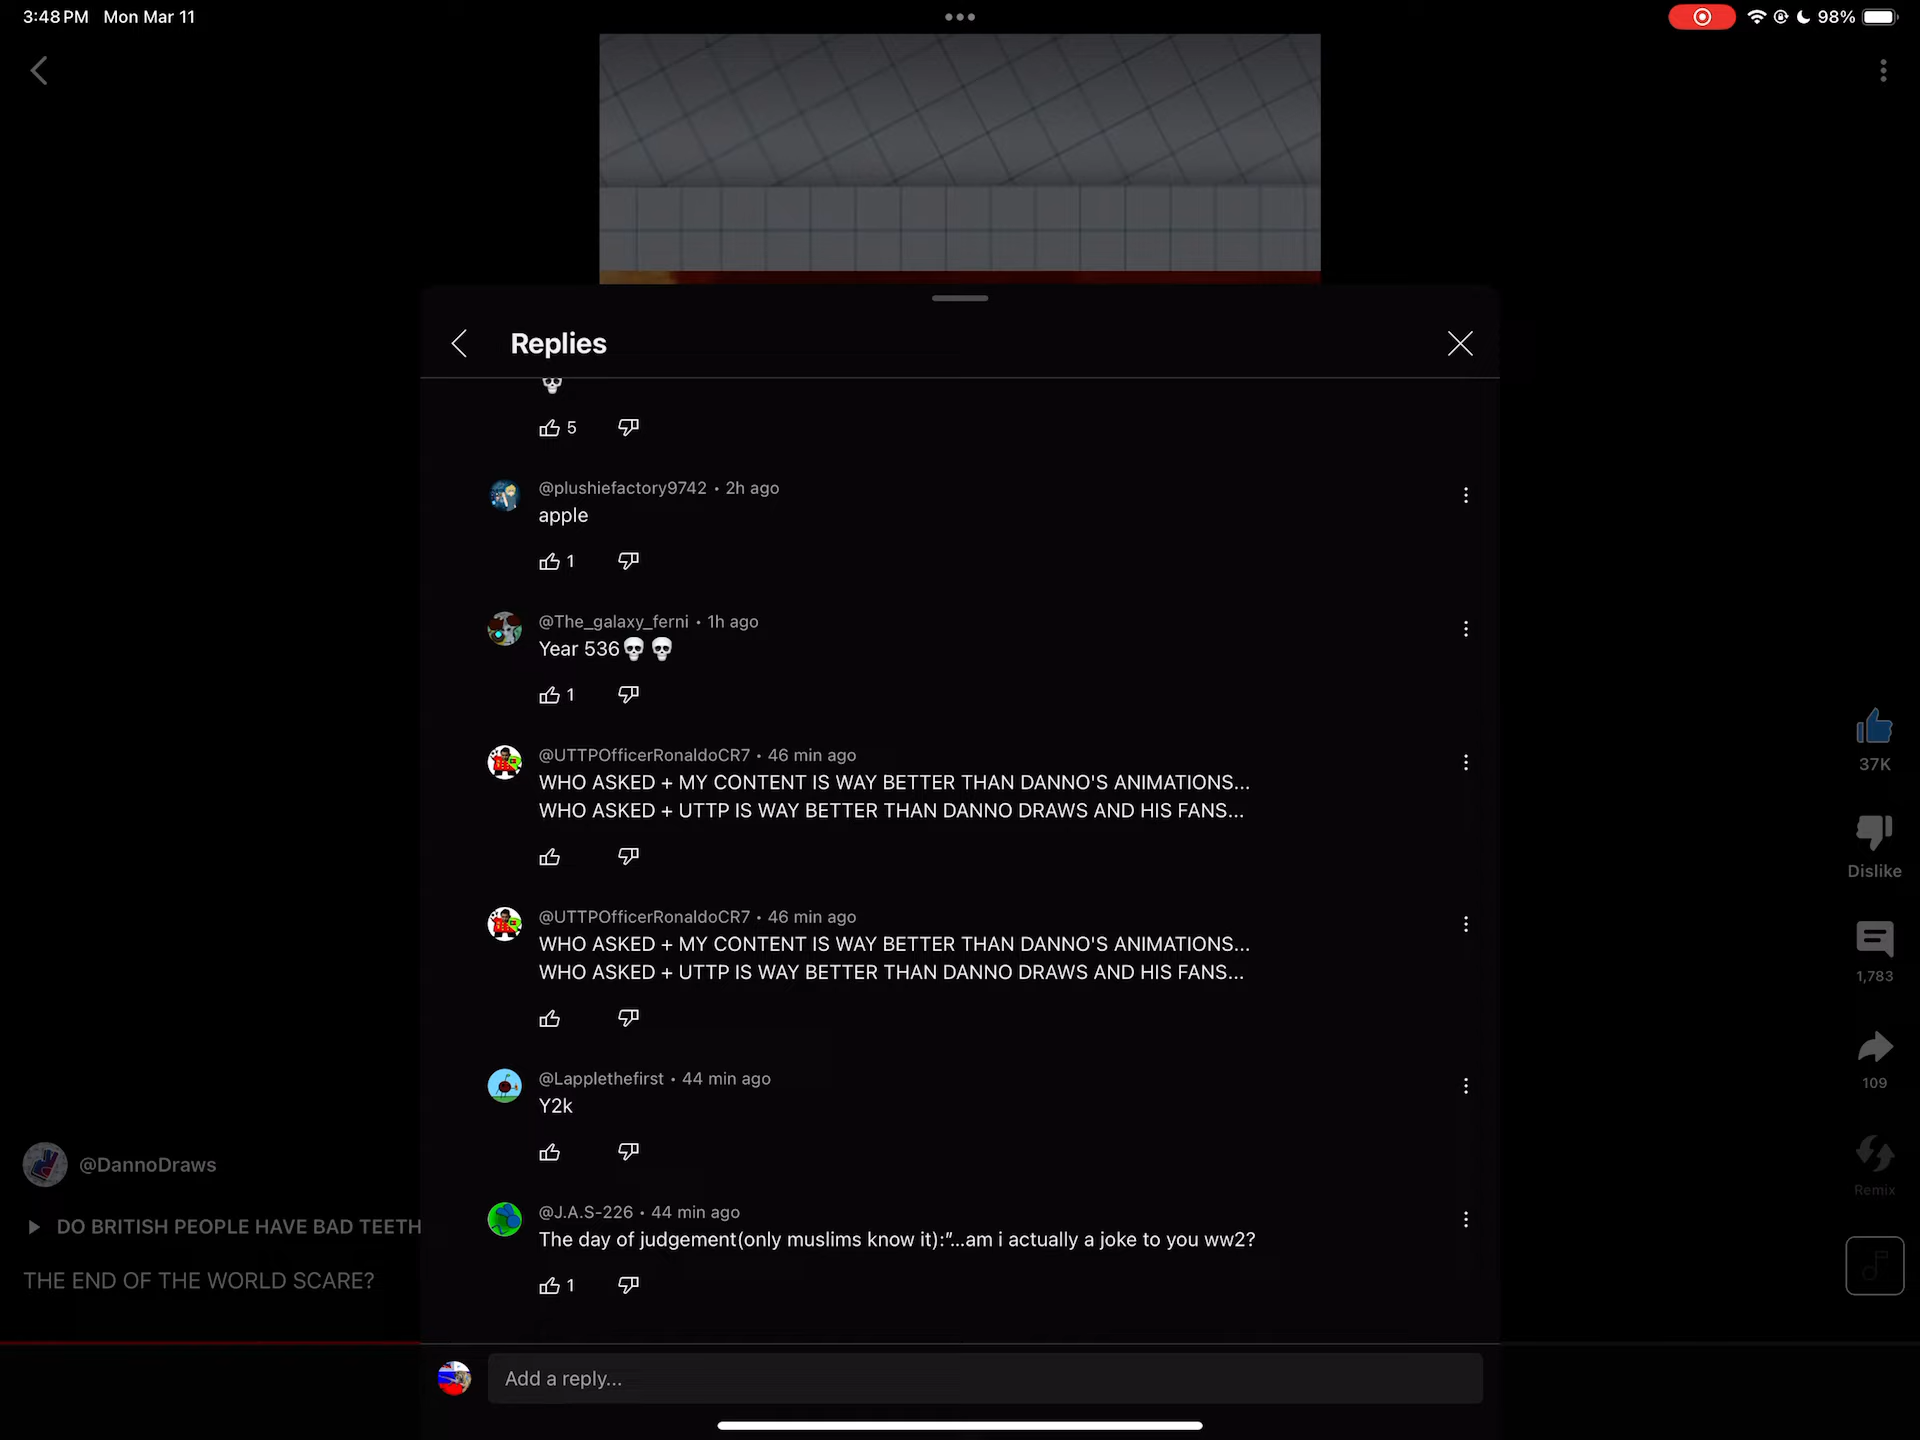 3:48 PM Mon Mar 11
98%
Replies
5
@plushiefactory9742 • 2h ago
apple
1
@The_galaxy_ferni • 1h ago
Year 536💀💀
1
@UTTPOfficerRonaldoCR7 • 46 min ago
WHO ASKED + MY CONTENT IS WAY BETTER THAN DANNO'S ANIMATIONS...
WHO ASKED + UTTP IS WAY BETTER THAN DANNO DRAWS AND HIS FANS...
@UTTPOfficerRonaldoCR7 • 46 min ago
WHO ASKED + MY CONTENT IS WAY BETTER THAN DANNO'S ANIMATIONS...
WHO ASKED + UTTP IS WAY BETTER THAN DANNO DRAWS AND HIS FANS...
@Lapplethefirst • 44 min ago
Y2k
@J.A.S-226 • 44 min ago
The day of judgement(only muslims know it):"...am i actually a joke to you ww2?
1
Add a reply...
@DannoDraws
DO BRITISH PEOPLE HAVE BAD TEETH
THE END OF THE WORLD SCARE?
37K
Dislike
1,783
109
Remix